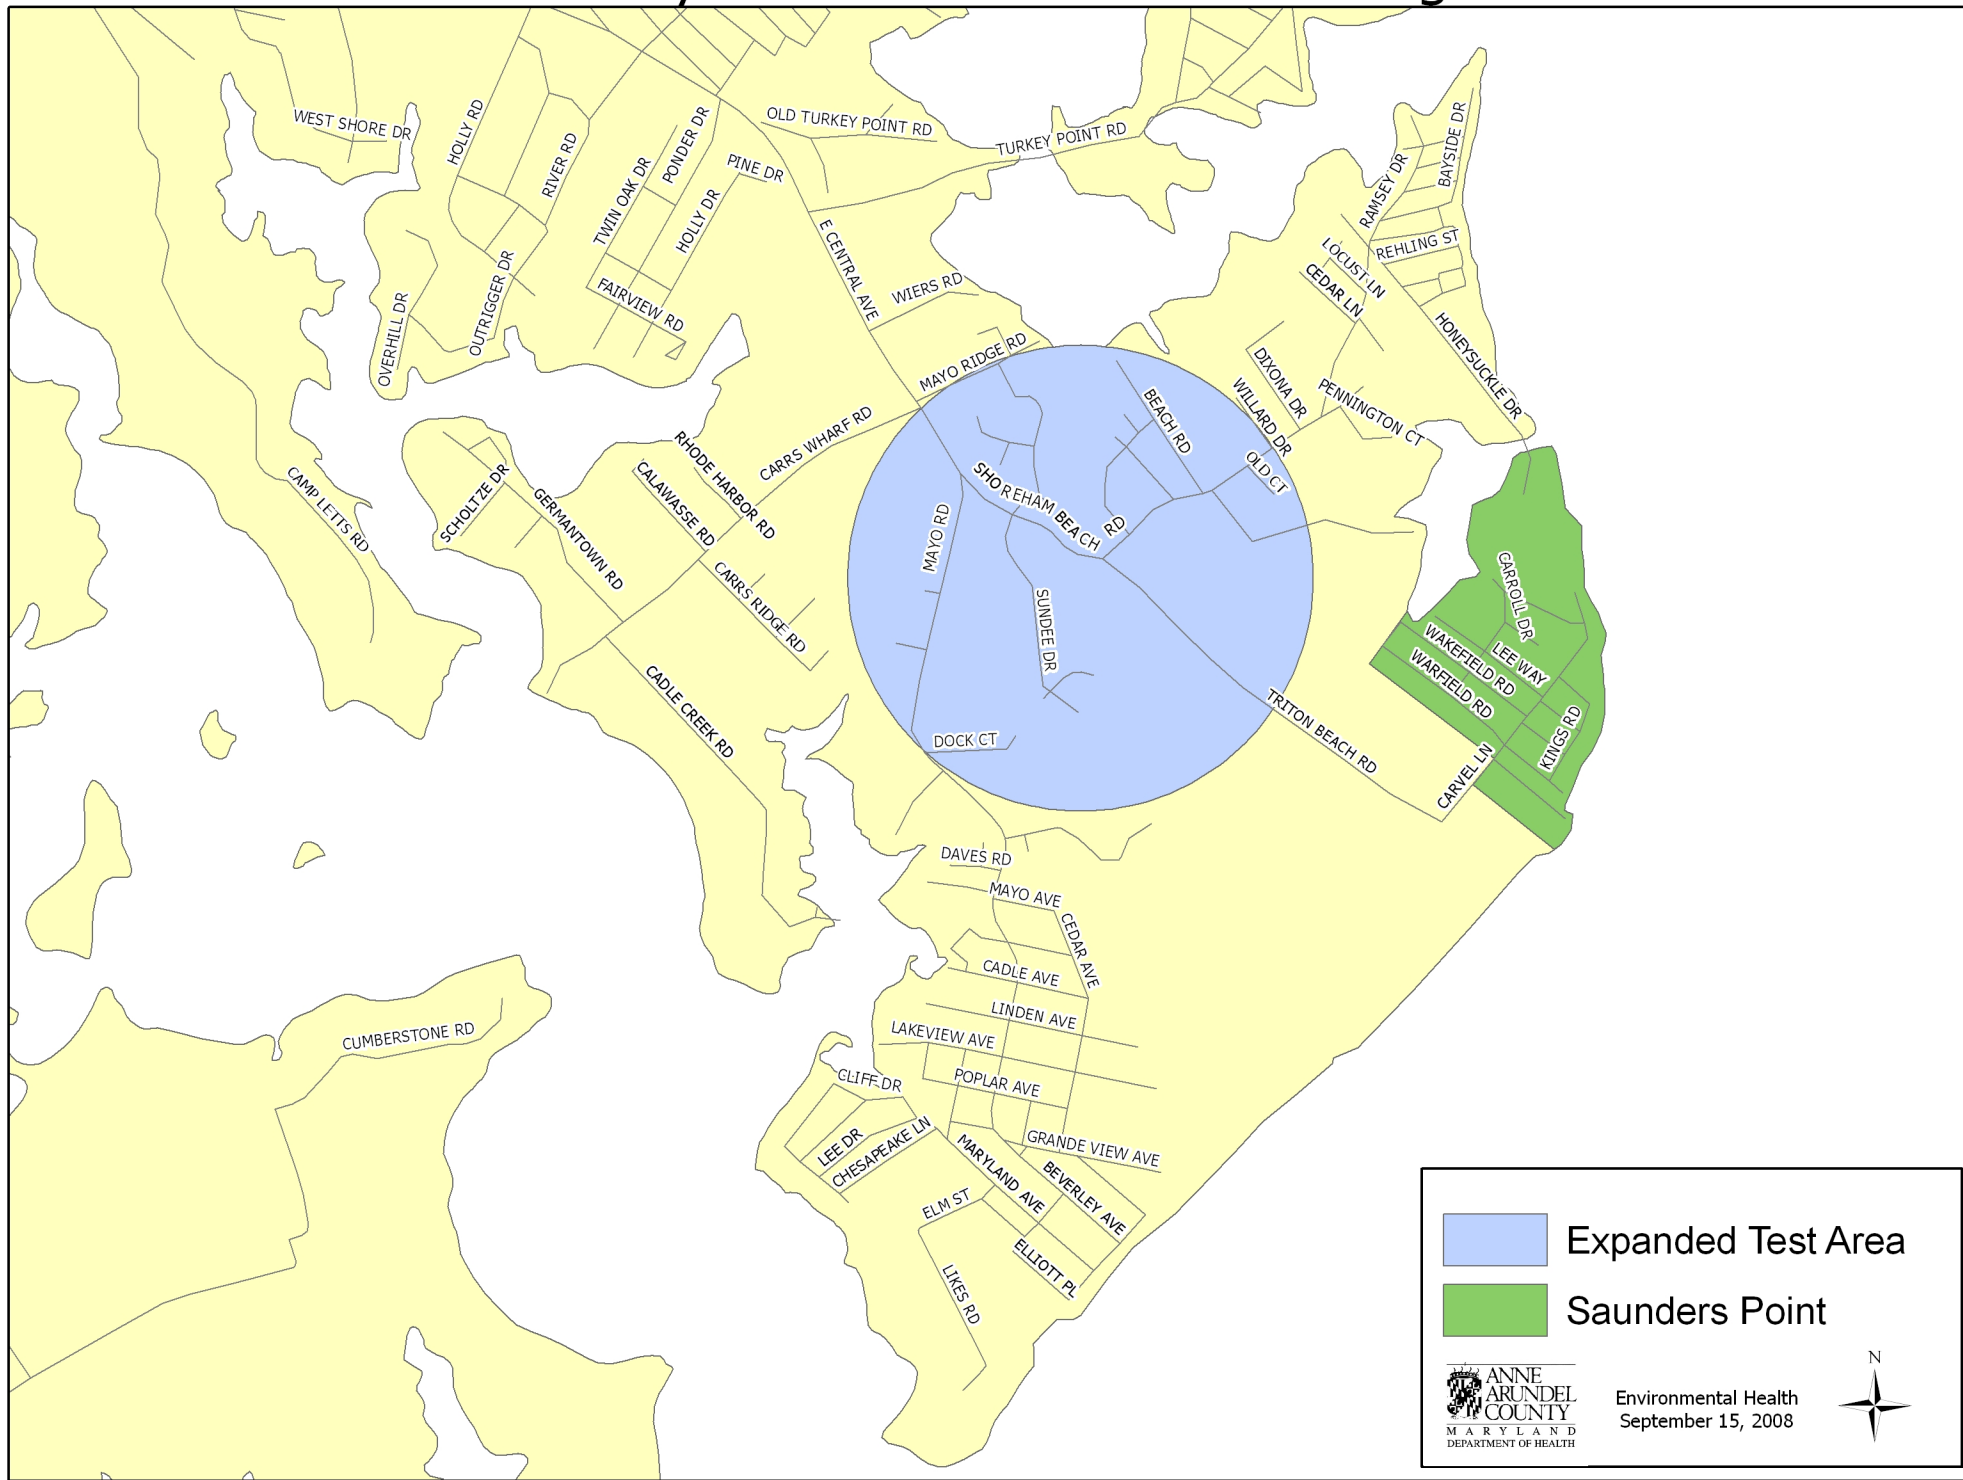 WEST SHORE DR
HOLLY RD
RIVER RD
TWIN OAK DR
PONDER DR
PINE DR
HOLLY DR
OLD TURKEY POINT RD
TURKEY POINT RD
RAMSEY DR
BAYSIDE DR
REHLING ST
LOCUST LN
CEDAR LN
HONEYSUCKLE DR
E CENTRAL AVE
WIERS RD
FAIRVIEW RD
OUTRIGGER DR
OVERHILL DR
MAYO RIDGE RD
DIXONA DR
WILLARD DR
PENNINGTON CT
BEACH RD
OLD CT
CARRS WHARF RD
RHODE HARBOR RD
CALAWASSE RD
SCHOLTZE DR
GERMANTOWN RD
CAMP LETTS RD
SHOREHAM BEACH RD
MAYO RD
SUNDEE DR
CARRS RIDGE RD
CARROLL DR
LEE WAY
WAKEFIELD RD
WARFIELD RD
KINGS RD
CARVEL LN
TRITON BEACH RD
CADLE CREEK RD
DOCK CT
DAVES RD
MAYO AVE
CEDAR AVE
CADLE AVE
LINDEN AVE
LAKEVIEW AVE
POPLAR AVE
CUMBERSTONE RD
CLIFF DR
LEE DR
CHESAPEAKE LN
GRANDE VIEW AVE
MARYLAND AVE
BEVERLEY AVE
ELM ST
ELLIOTT PL
LIKES RD
Expanded Test Area
Saunders Point
ANNE
ARUNDEL
COUNTY
MARYLAND
DEPARTMENT OF HEALTH
Environmental Health
September 15, 2008
N